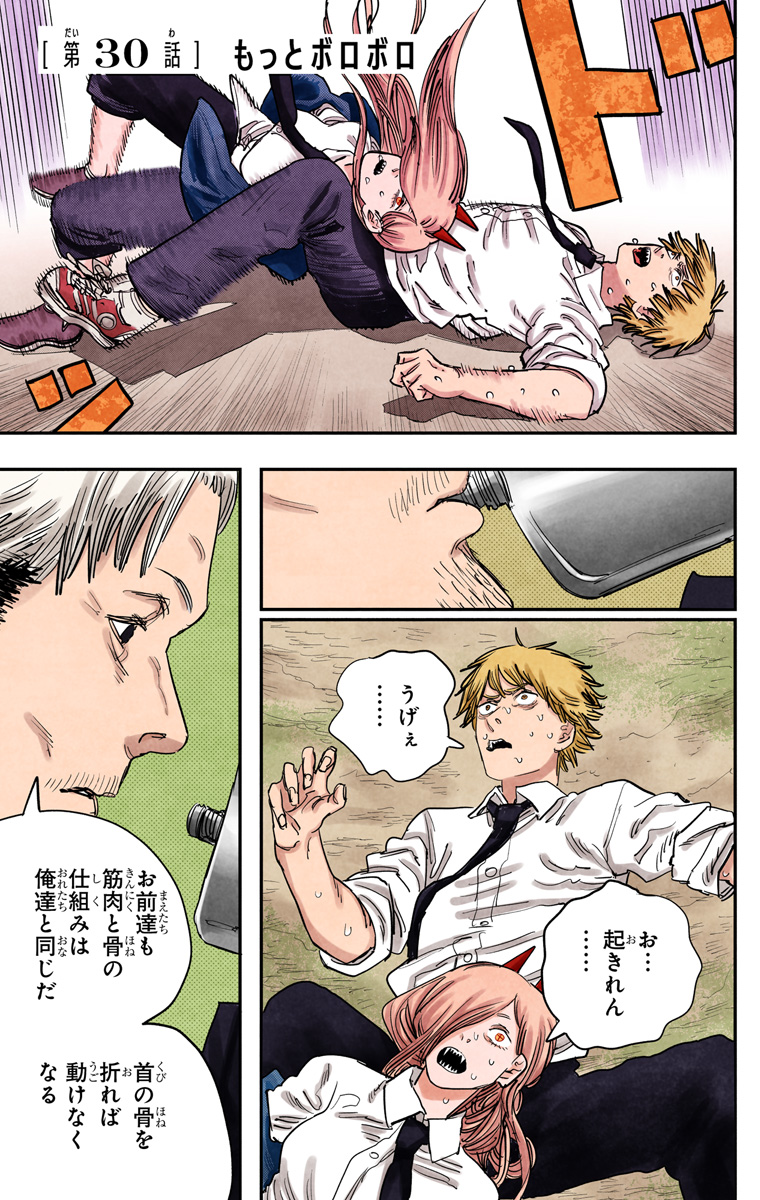 [第30話] もっとボロボロ
ドッ
うげぇ
……
お…
起きれん
……
お前達も
筋肉と骨の
仕組みは
俺達と同じだ
首の骨を
折れば
動けなく
なる